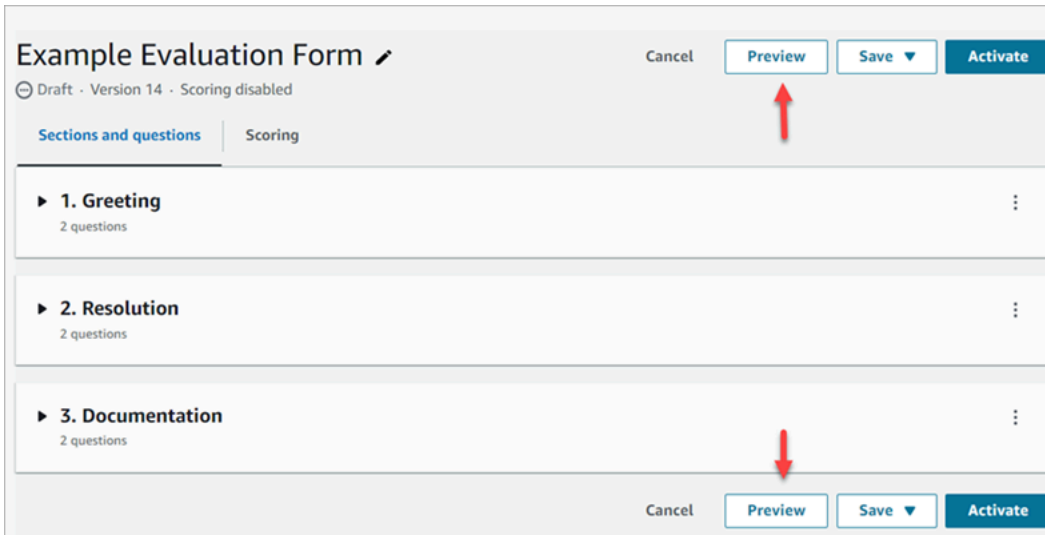 Example Evaluation Form
Cancel Preview Save Activate
Draft · Version 14 · Scoring disabled
Sections and questions Scoring
1. Greeting
2 questions
2. Resolution
2 questions
3. Documentation
2 questions
Cancel Preview Save Activate